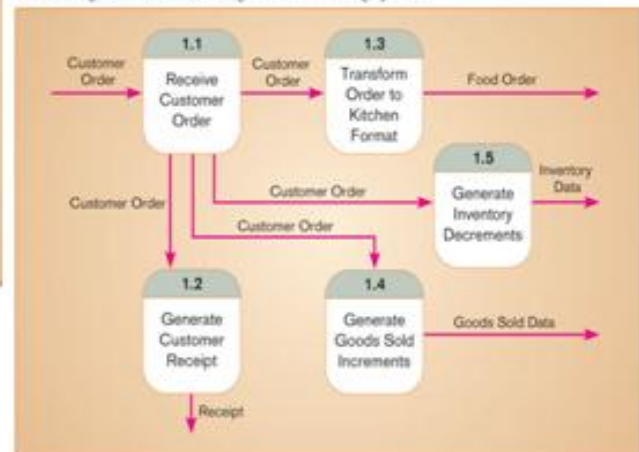 1.1
Receive
Customer
Order
Customer
Order
Customer
Order
1.3
Transform
Order to
Kitchen
Format
Food Order
1.5
Generate
Inventory
Decrements
Inventory
Data
Customer Order
Customer Order
Customer Order
1.2
Generate
Customer
Receipt
Receipt
1.4
Generate
Goods Sold
Increments
Goods Sold Data